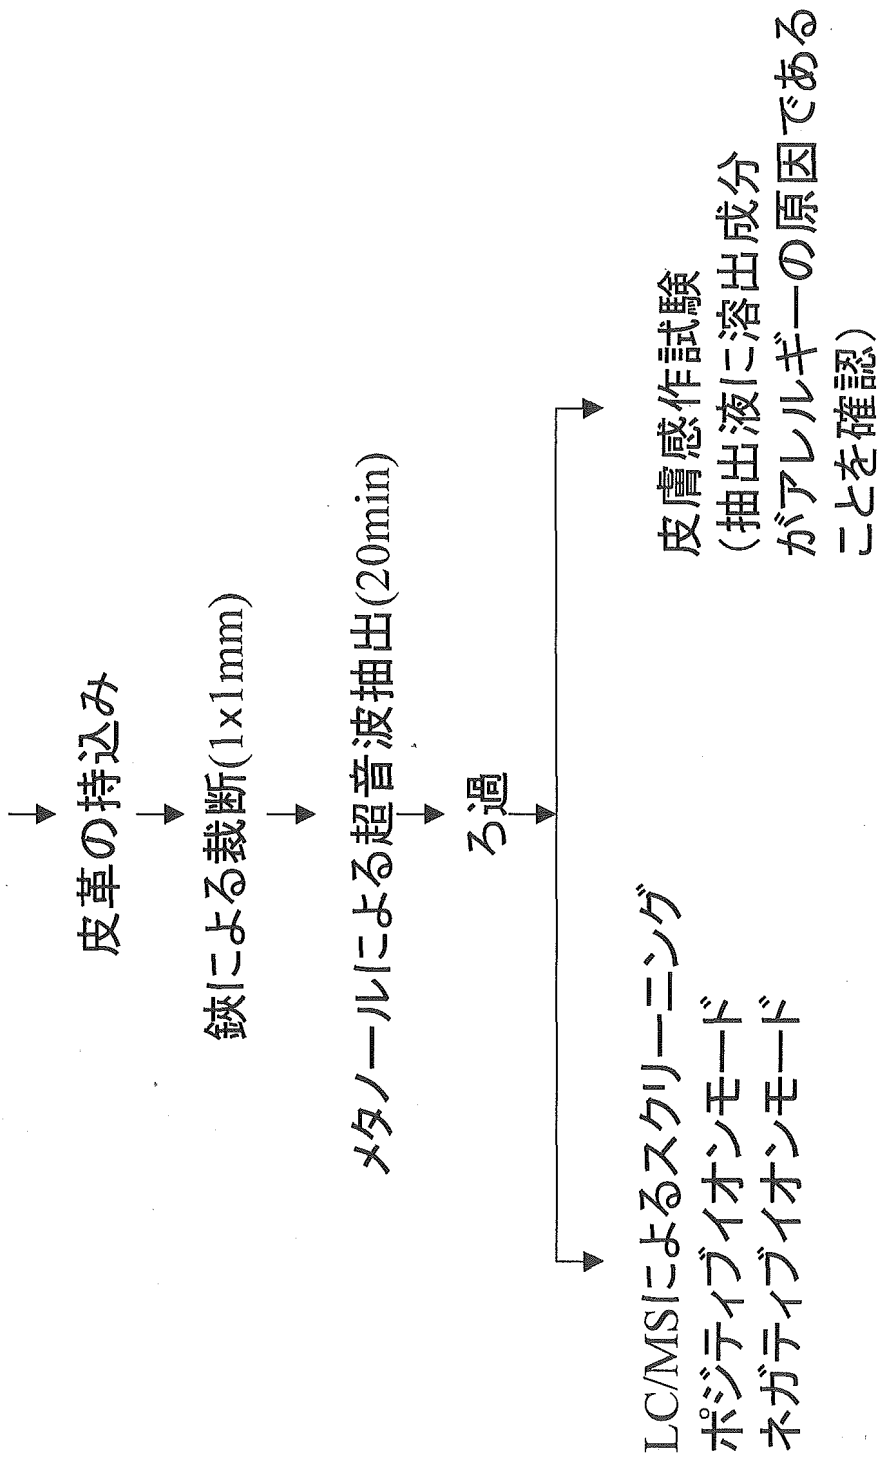 皮革の持込み
鋏による裁断(1x1mm)
メタノールによる超音波抽出(20min)
ろ過
LC/MSによるスクリーニング
ポジティブイオンモード
ネガティブイオンモード
皮膚感作試験
(抽出液に溶出成分
がアレルギーの原因である
ことを確認)